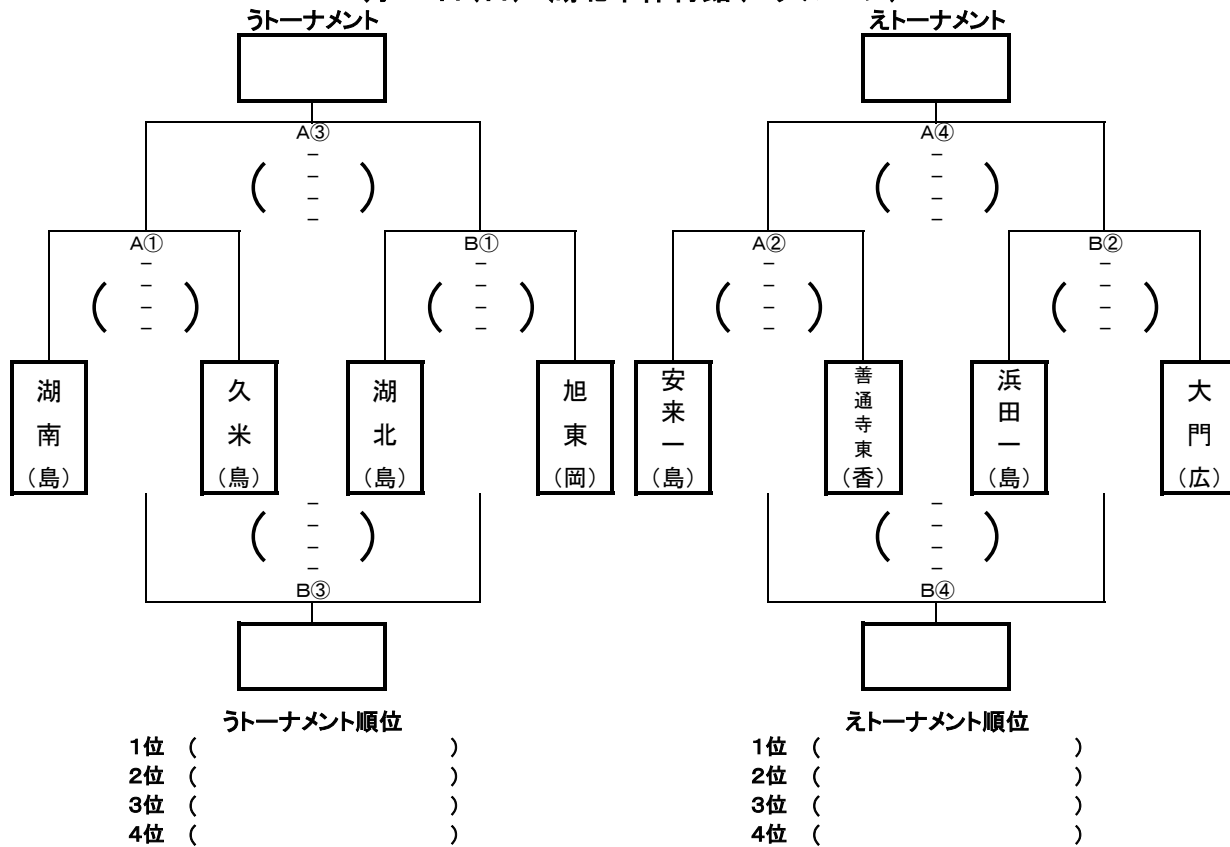 うトーナメント えトーナメント
A③ A④
( - - - - ) ( - - - - )
A① B① A② B②
( - - - - ) ( - - - - ) ( - - - - ) ( - - - - )
湖南(島) 久米(鳥) 湖北(島) 旭東(岡) 安来一(島) 善通寺東(香) 浜田一(島) 大門(広)
( - - - - ) ( - - - - )
B③ B④
うトーナメント順位 えトーナメント順位
1位 ( ) 1位 ( )
2位 ( ) 2位 ( )
3位 ( ) 3位 ( )
4位 ( ) 4位 ( )